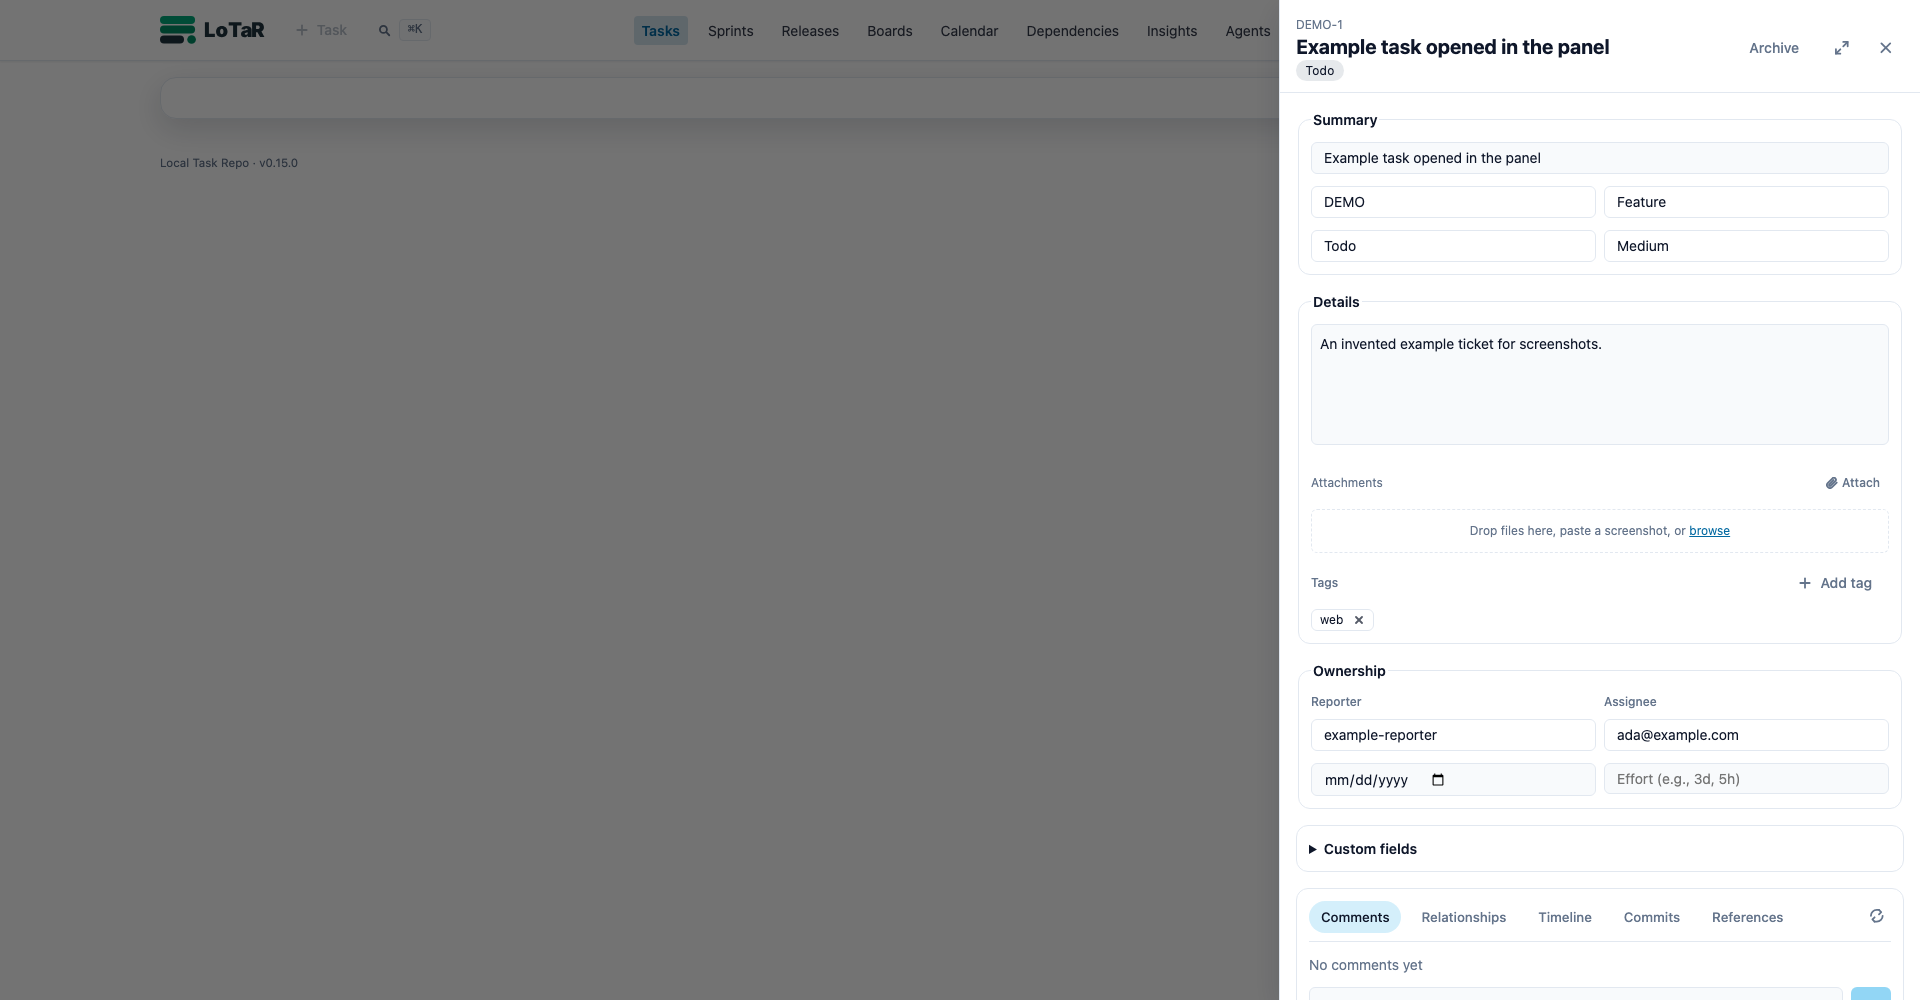 LoTaR
Task
⌘K
Tasks
Sprints
Releases
Boards
Calendar
Dependencies
Insights
Agents
Local Task Repo · v0.15.0
DEMO-1
Example task opened in the panel
Archive
Todo
Summary
Example task opened in the panel
DEMO
Feature
Todo
Medium
Details
An invented example ticket for screenshots.
Attachments
Attach
Drop files here, paste a screenshot, or browse
Tags
Add tag
web
Ownership
Reporter
Assignee
example-reporter
ada@example.com
mm/dd/yyyy
Effort (e.g., 3d, 5h)
Custom fields
Comments
Relationships
Timeline
Commits
References
No comments yet